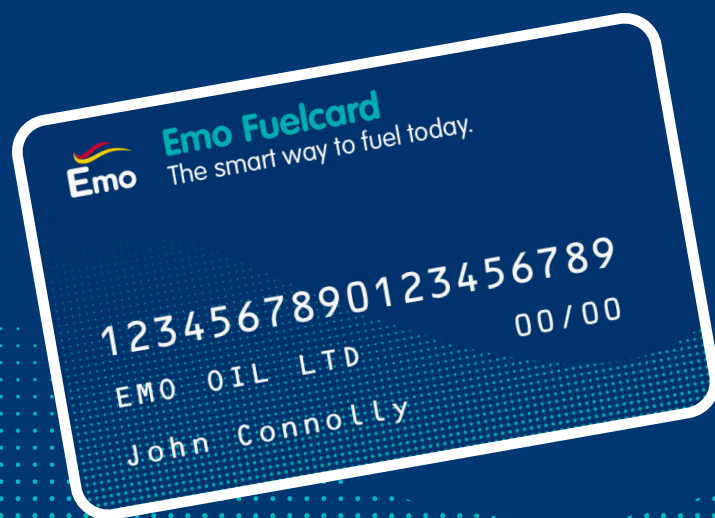 Emo
Emo Fuelcard
The smart way to fuel today.
1234567890123456789
00/00
EMO OIL LTD
John Connolly